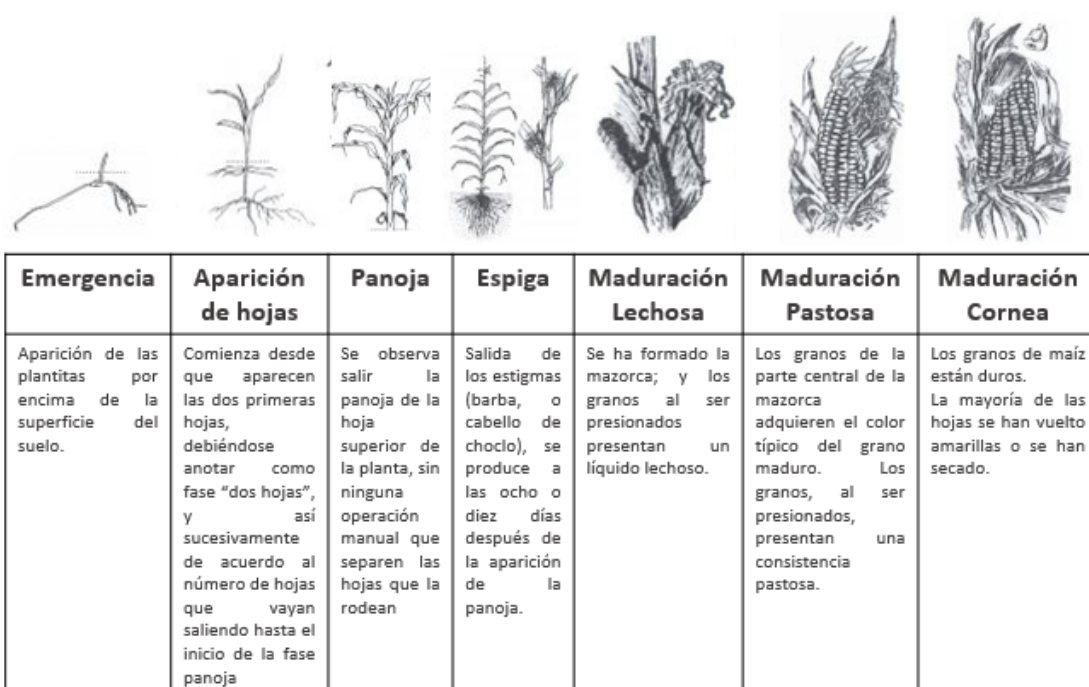 Emergencia
Aparición
de hojas
Panoja
Espiga
Maduración
Lechosa
Maduración
Pastosa
Maduración
Cornea
Aparición de las
plantitas por
encima de la
superficie del
suelo.
Comienza desde
que aparecen
las dos primeras
hojas,
debiéndose
anotar como
fase “dos hojas”,
y así
sucesivamente
de acuerdo al
número de hojas
que vayan
saliendo hasta el
inicio de la fase
panoja
Se observa
salir la
panoja de la
hoja
superior de
la planta, sin
ninguna
operación
manual que
separen las
hojas que la
rodean
Salida de
los estigmas
(barba, o
cabello de
choclo), se
produce a
las ocho o
diez días
después de
la aparición
de la
panoja.
Se ha formado la
mazorca; y los
granos al ser
presionados
presentan un
líquido lechoso.
Los granos de la
parte central de la
mazorca
adquieren el color
típico del grano
maduro. Los
granos, al ser
presionados,
presentan una
consistencia
pastosa.
Los granos de maíz
están duros.
La mayoría de las
hojas se han vuelto
amarillas o se han
secado.